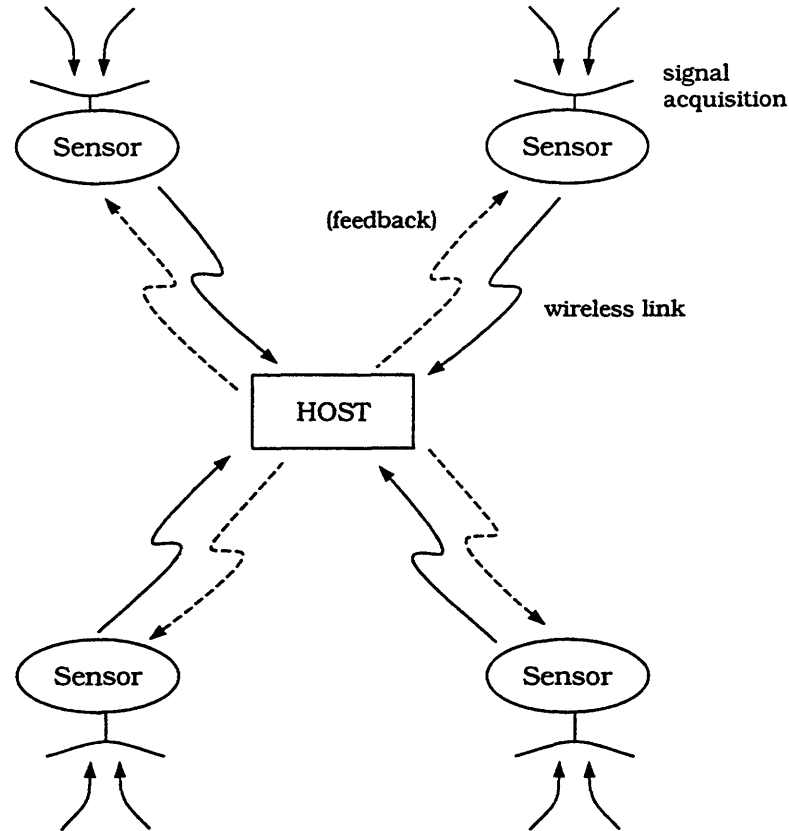 signal
acquisition
Sensor
Sensor
(feedback)
wireless link
HOST
Sensor
Sensor